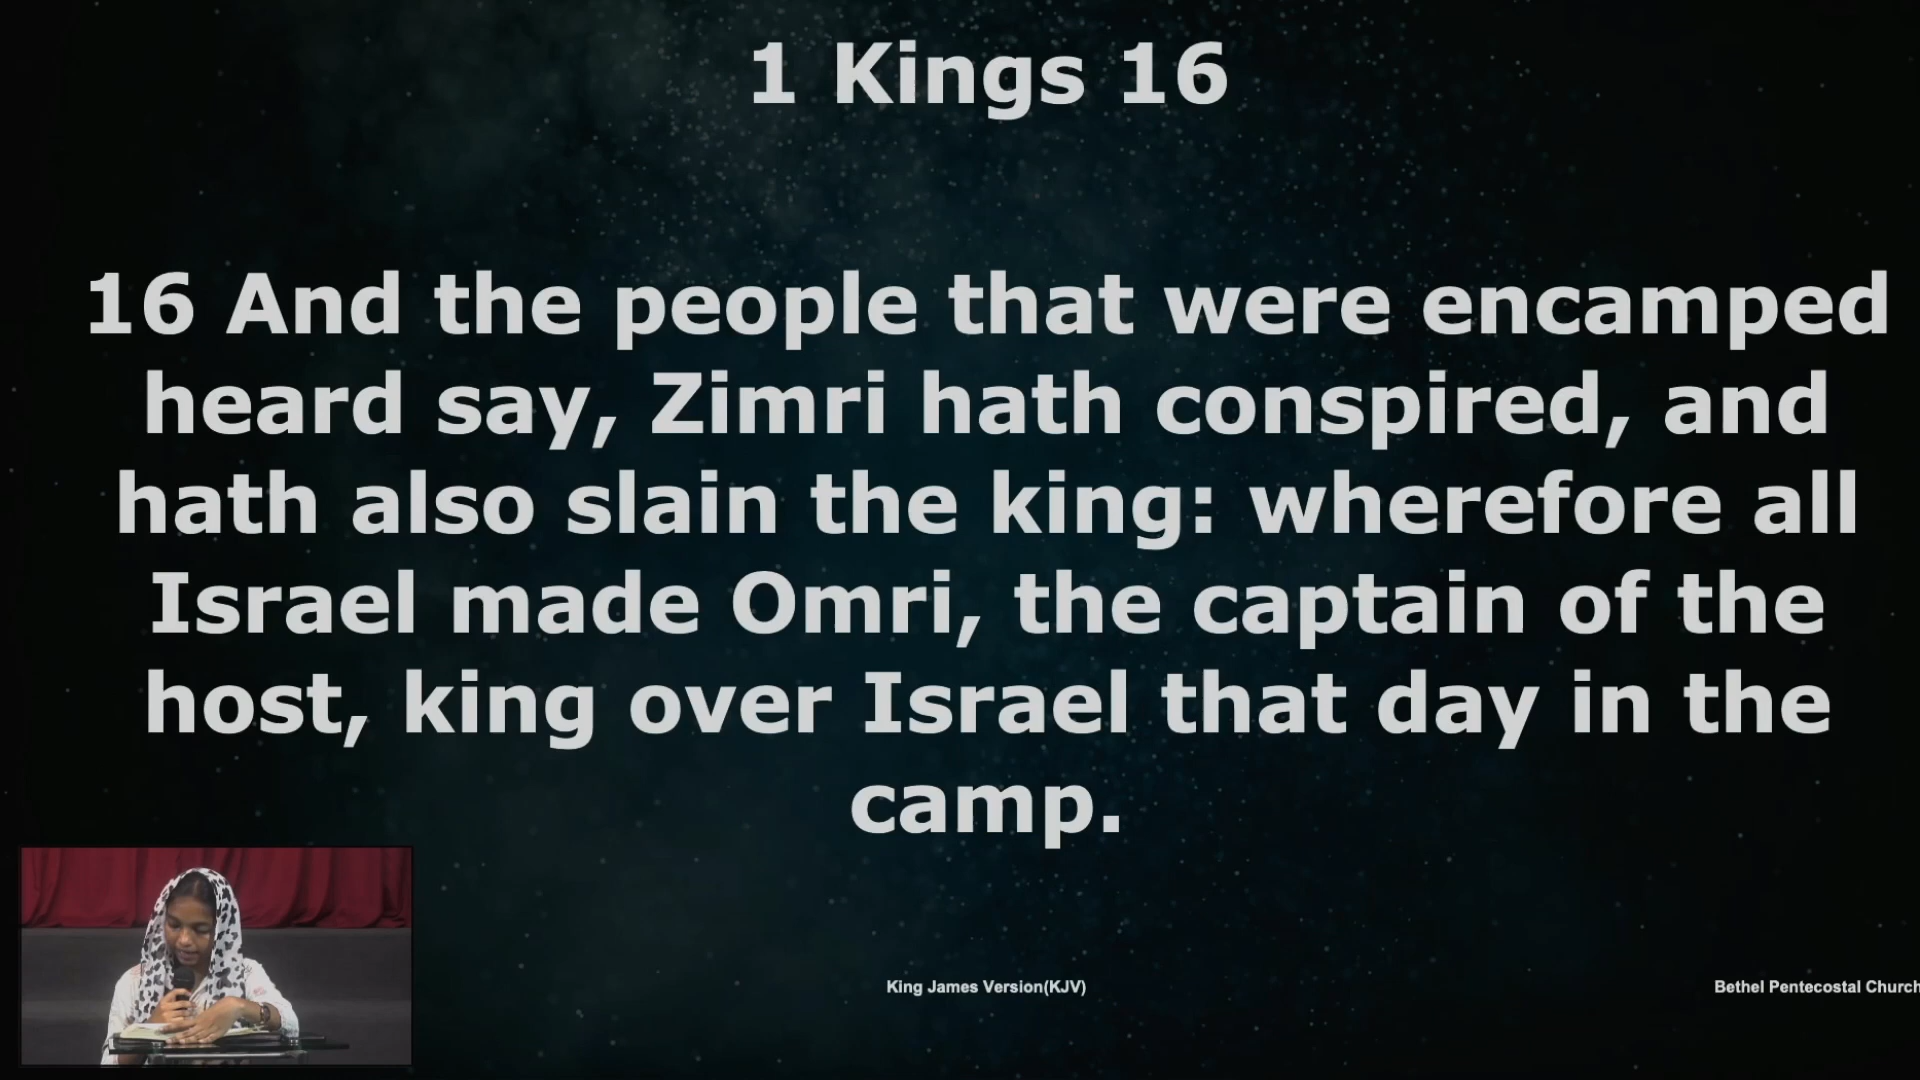 1 Kings 16
16 And the people that were encamped
heard say, Zimri hath conspired, and
hath also slain the king: wherefore all
Israel made Omri, the captain of the
host, king over Israel that day in the
camp.
King James Version(KJV)
Bethel Pentecostal Church